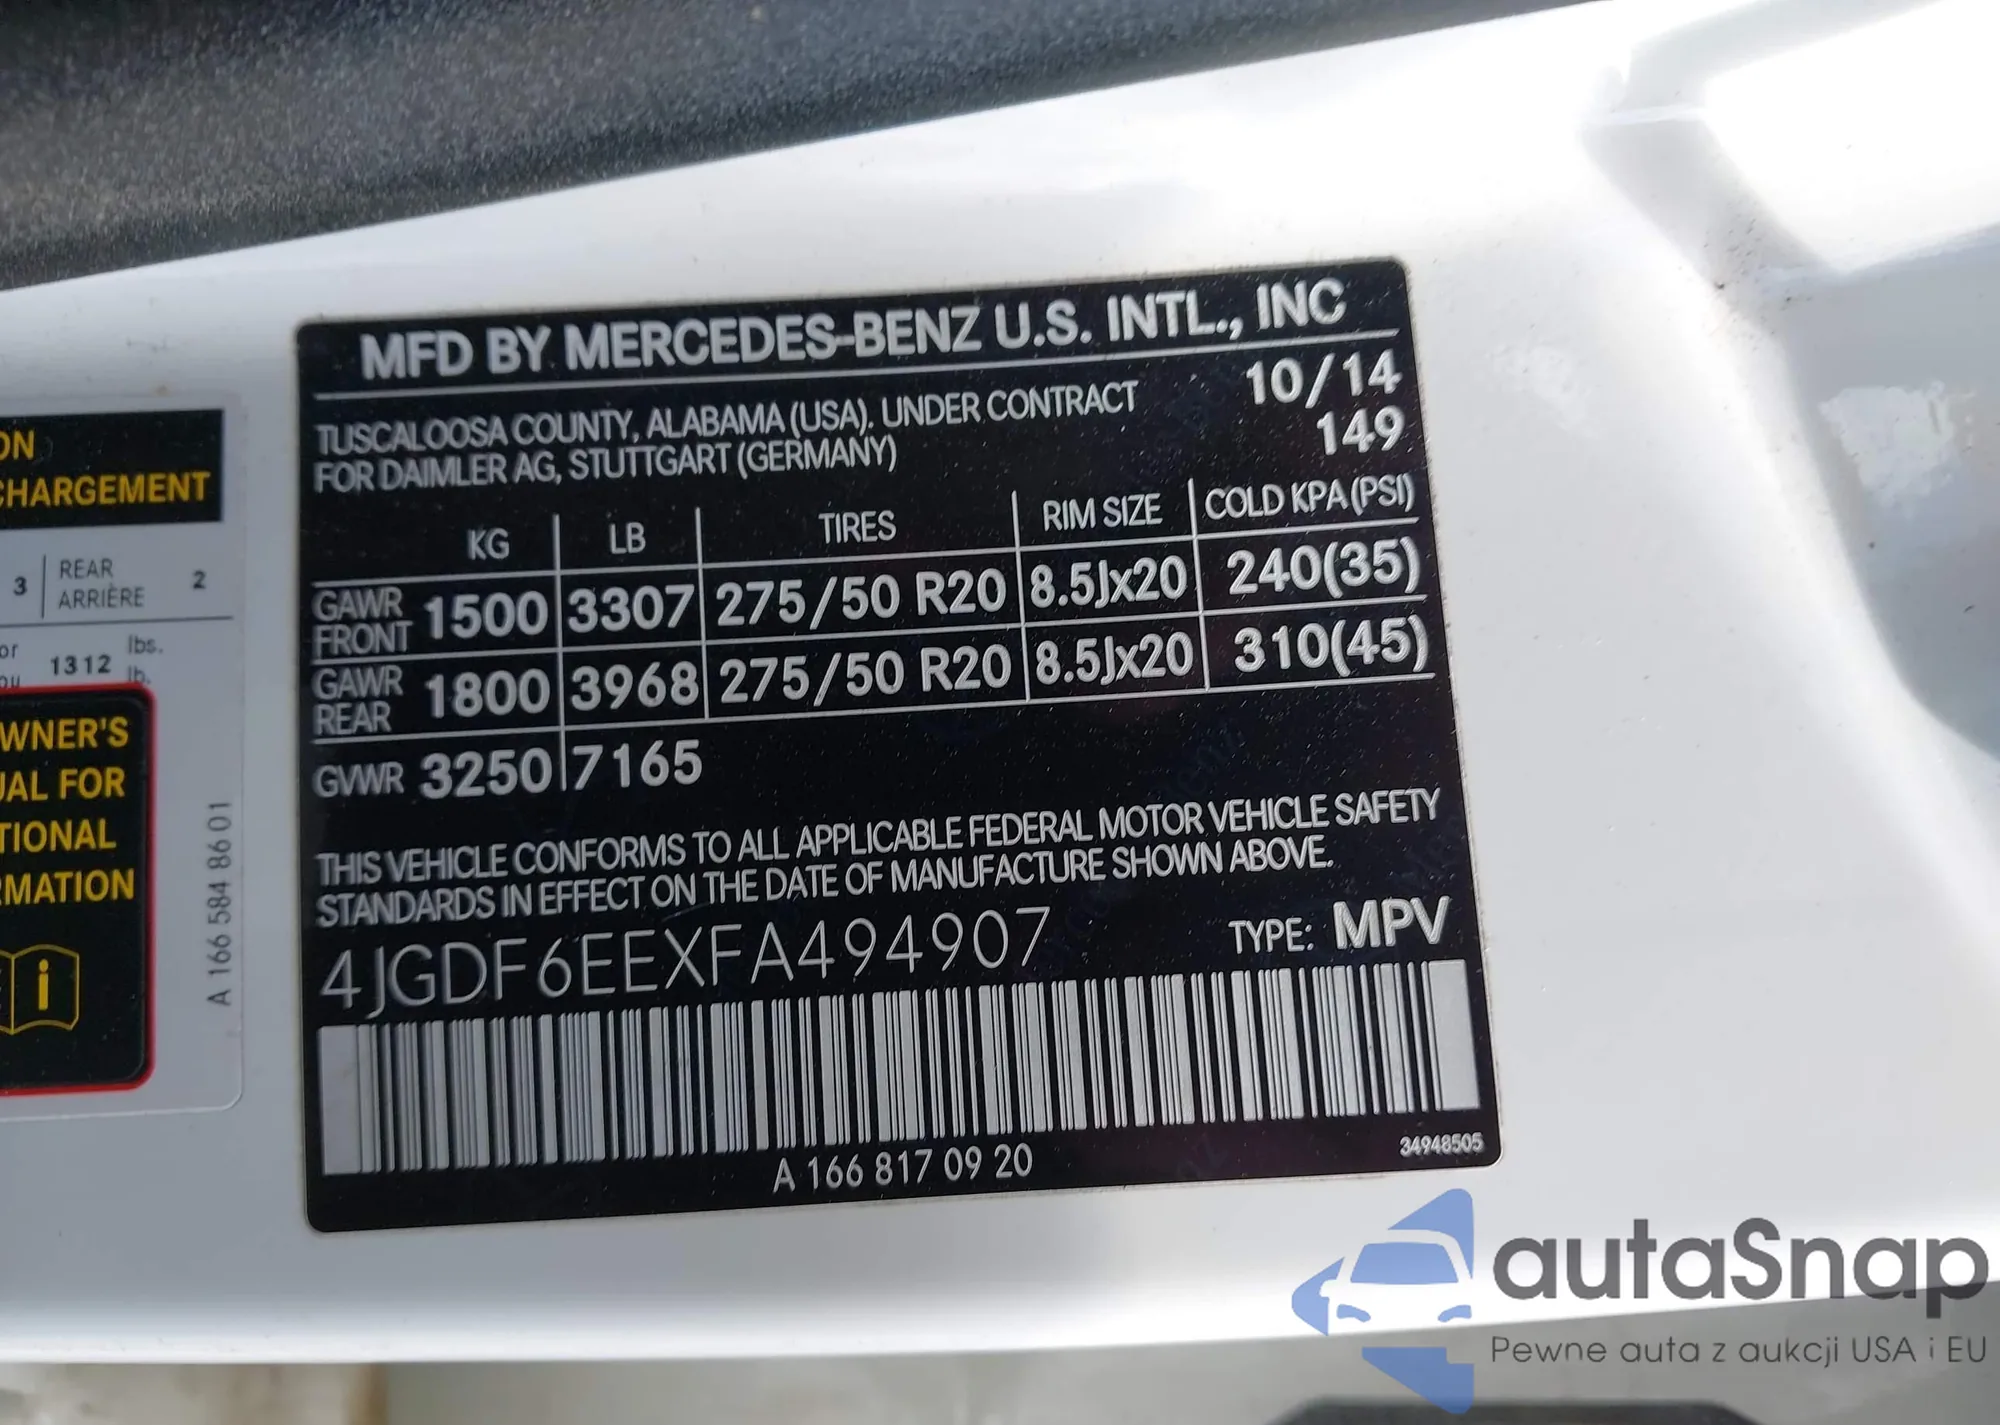 MFD BY MERCEDES-BENZ U.S. INTL., INC
10/14
TUSCALOOSA COUNTY, ALABAMA (USA). UNDER CONTRACT
149
FOR DAIMLER AG, STUTTGART (GERMANY)
KG LB TIRES RIM SIZE COLD KPA (PSI)
GAWR FRONT 1500 3307 275/50 R20 8.5Jx20 240(35)
GAWR REAR 1800 3968 275/50 R20 8.5Jx20 310(45)
GVWR 3250 7165
THIS VEHICLE CONFORMS TO ALL APPLICABLE FEDERAL MOTOR VEHICLE SAFETY
STANDARDS IN EFFECT ON THE DATE OF MANUFACTURE SHOWN ABOVE.
4JGDF6EEXFA494907 TYPE: MPV
A 166 817 09 20
34948505
ON
CHARGEMENT
3 REAR 2
ARRIÈRE
or 1312 lbs.
ou lb.
WNER'S
UAL FOR
TIONAL
RMATION
i
A 166 584 86 01
autaSnap
Pewne auta z aukcji USA i EU